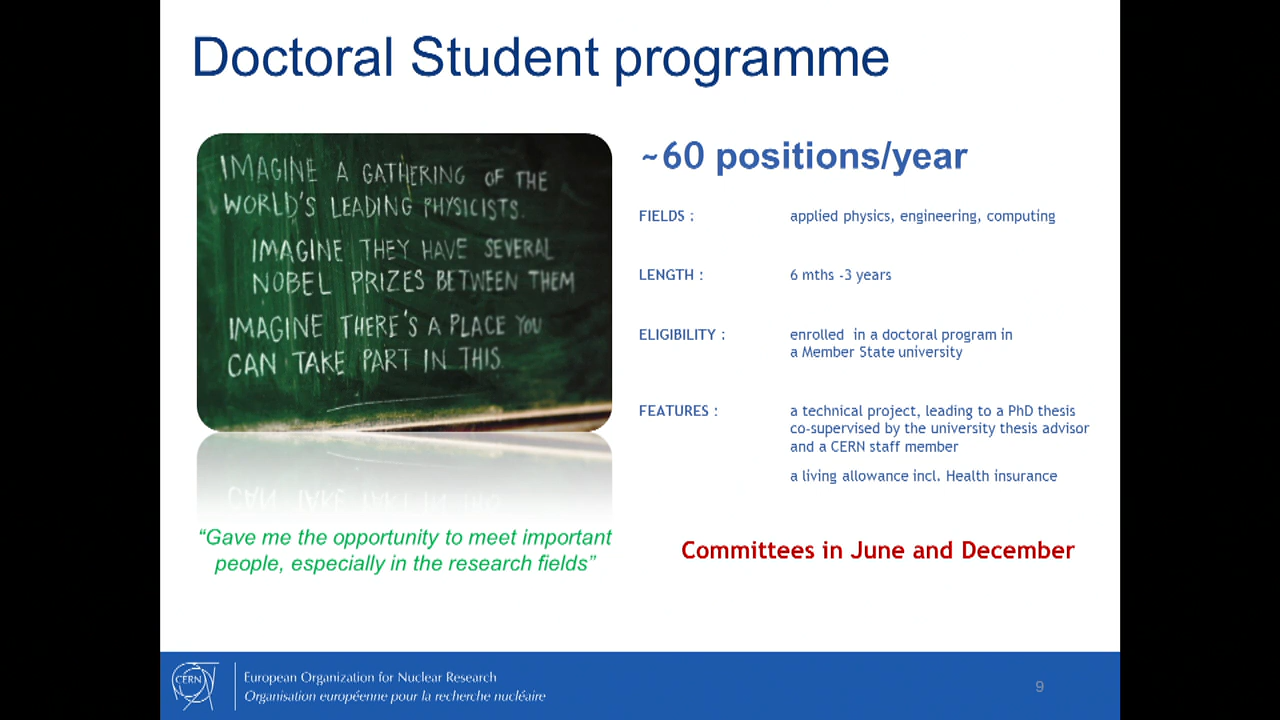 Doctoral Student programme
IMAGINE A GATHERING OF THE
WORLD'S LEADING PHYSICISTS.
IMAGINE THEY HAVE SEVERAL
NOBEL PRIZES BETWEEN THEM
IMAGINE THERE'S A PLACE YOU
CAN TAKE PART IN THIS
“Gave me the opportunity to meet important
people, especially in the research fields”
~60 positions/year
FIELDS : applied physics, engineering, computing
LENGTH : 6 mths -3 years
ELIGIBILITY : enrolled in a doctoral program in
a Member State university
FEATURES : a technical project, leading to a PhD thesis
co-supervised by the university thesis advisor
and a CERN staff member
a living allowance incl. Health insurance
Committees in June and December
CERN
European Organization for Nuclear Research
Organisation européenne pour la recherche nucléaire
9